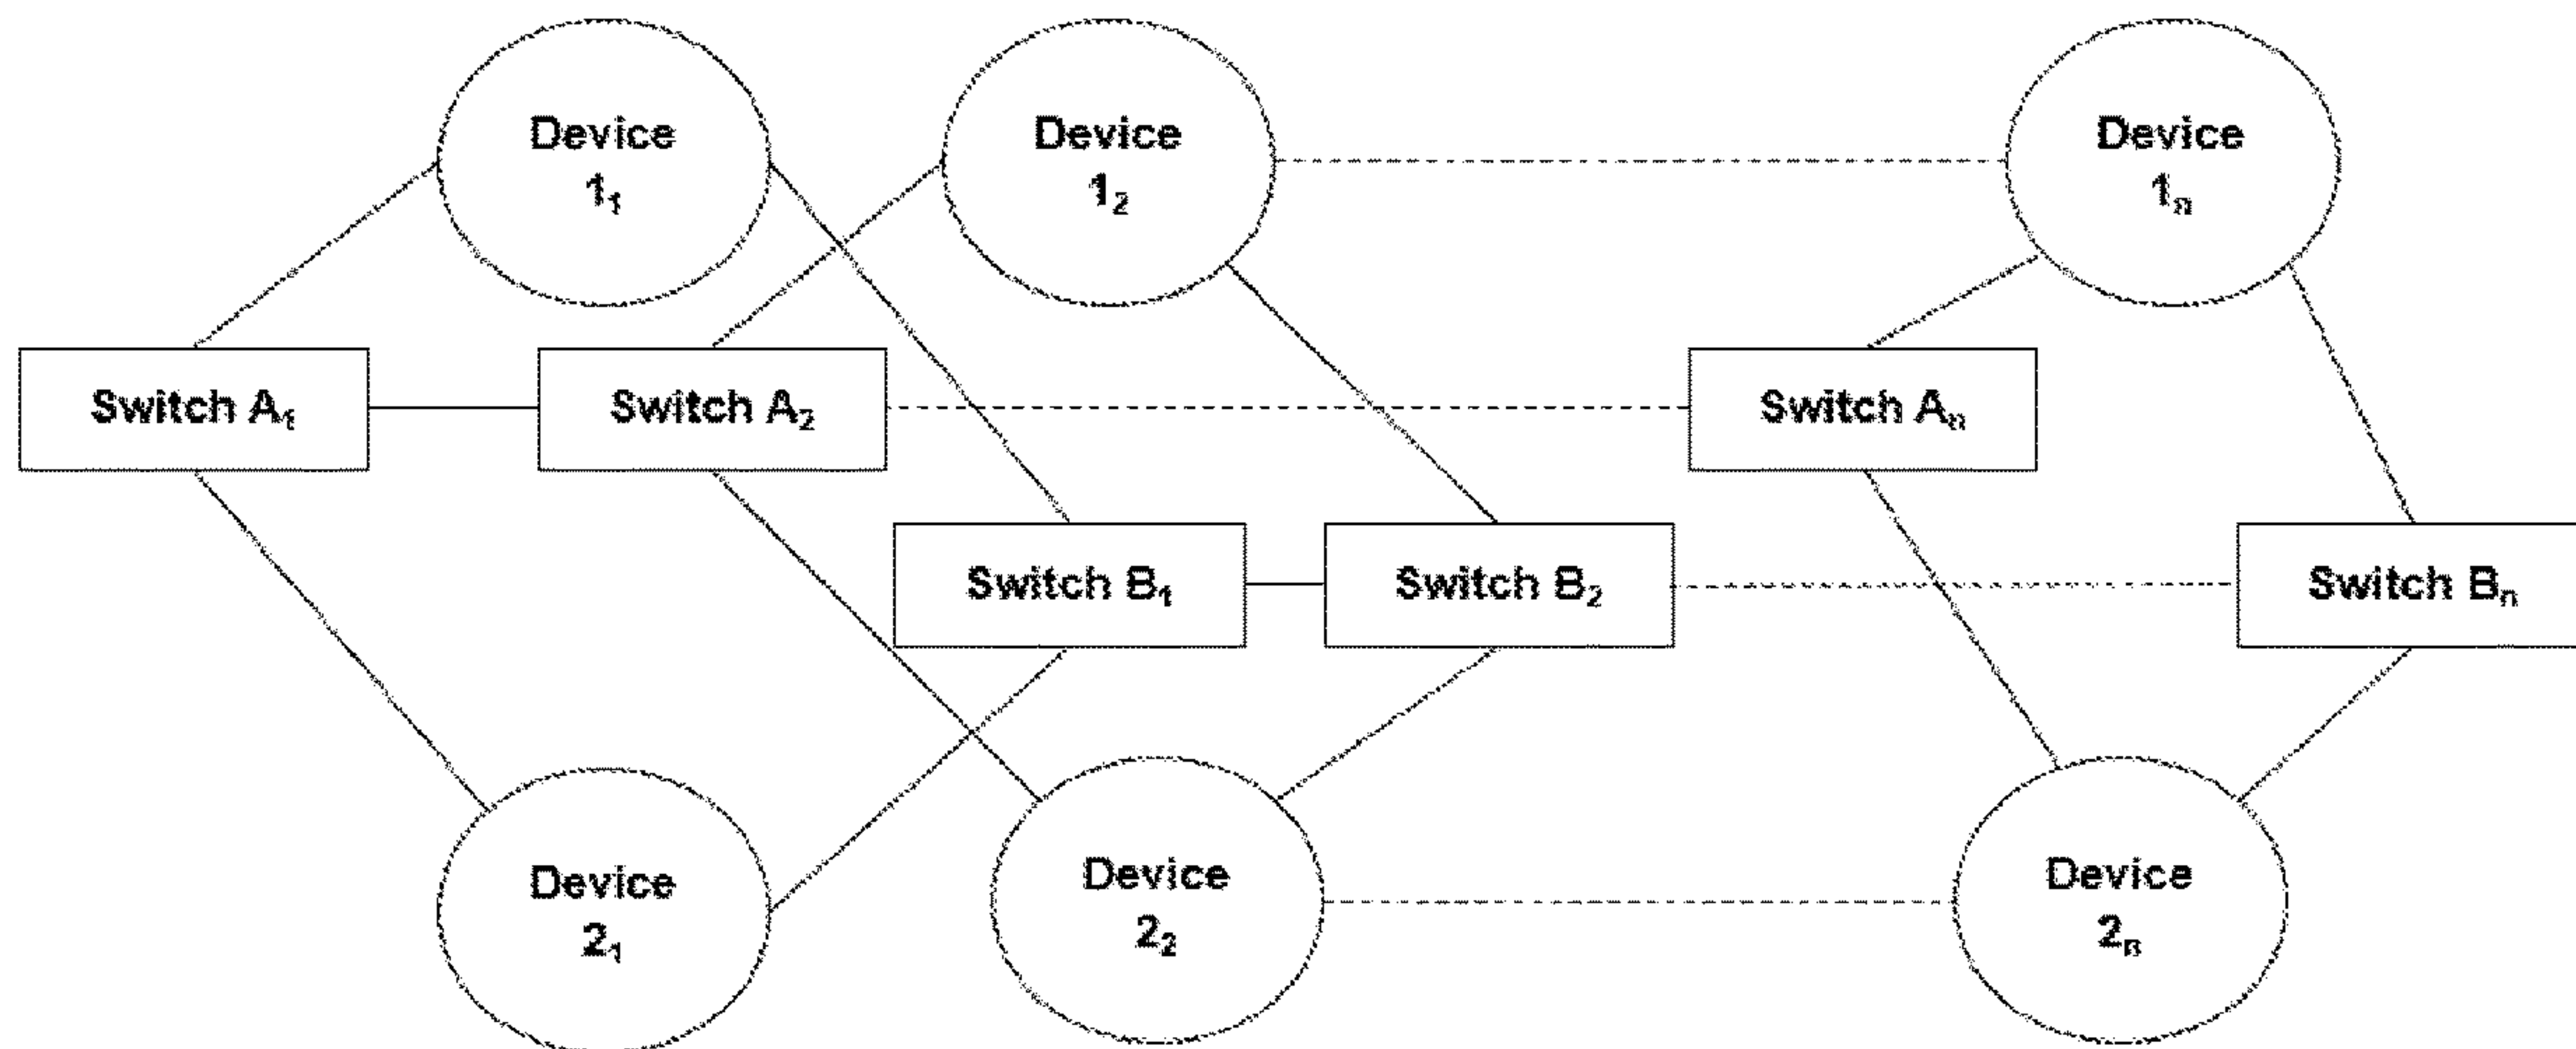 Device
1₁
Device
1₂
Device
1ₙ
Switch A₁
Switch A₂
Switch Aₙ
Switch B₁
Switch B₂
Switch Bₙ
Device
2₁
Device
2₂
Device
2ₙ